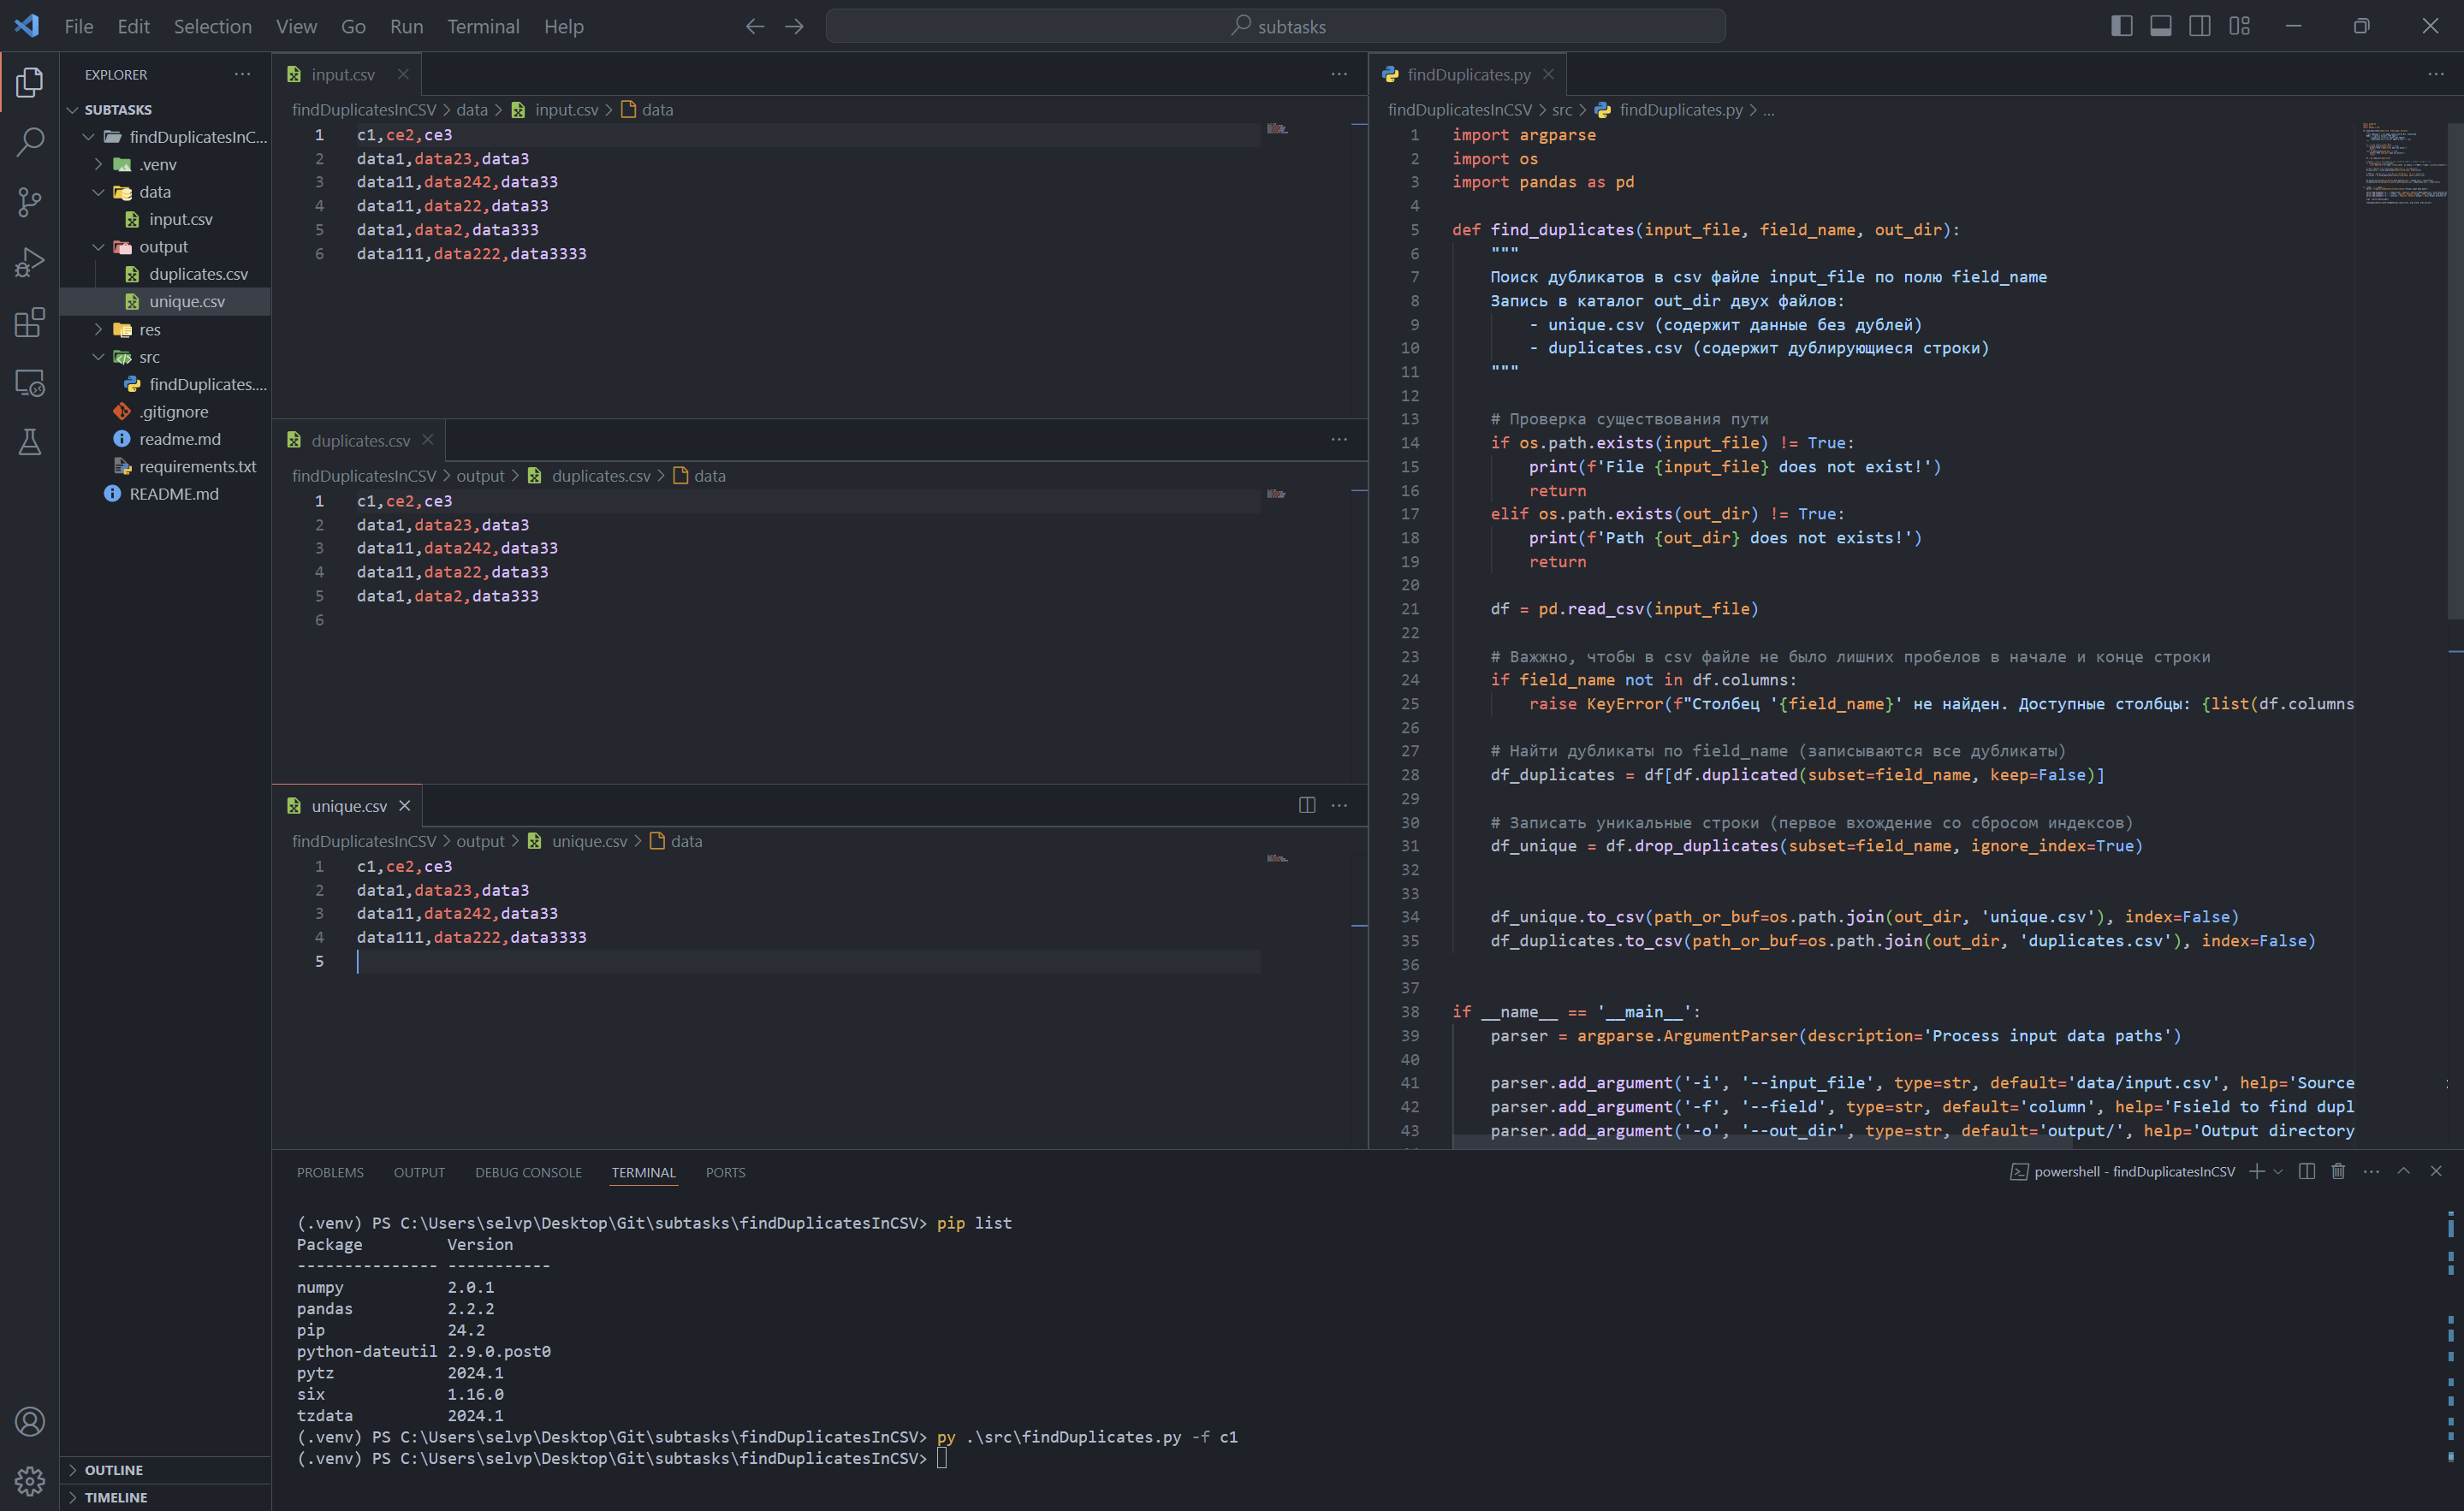 File Edit Selection View Go Run Terminal Help
subtasks
EXPLORER
SUBTASKS
findDuplicatesInC...
.venv
data
input.csv
output
duplicates.csv
unique.csv
res
src
findDuplicates....
.gitignore
readme.md
requirements.txt
README.md
OUTLINE
TIMELINE
input.csv
findDuplicatesInCSV > data > input.csv > data
1 c1,ce2,ce3
2 data1,data23,data3
3 data11,data242,data33
4 data11,data22,data33
5 data1,data2,data333
6 data111,data222,data3333
duplicates.csv
findDuplicatesInCSV > output > duplicates.csv > data
1 c1,ce2,ce3
2 data1,data23,data3
3 data11,data242,data33
4 data11,data22,data33
5 data1,data2,data333
6
unique.csv
findDuplicatesInCSV > output > unique.csv > data
1 c1,ce2,ce3
2 data1,data23,data3
3 data11,data242,data33
4 data111,data222,data3333
5
findDuplicates.py
findDuplicatesInCSV > src > findDuplicates.py > ...
1 import argparse
2 import os
3 import pandas as pd
4
5 def find_duplicates(input_file, field_name, out_dir):
6 """
7 Поиск дубликатов в csv файле input_file по полю field_name
8 Запись в каталог out_dir двух файлов:
9 - unique.csv (содержит данные без дублей)
10 - duplicates.csv (содержит дублирующиеся строки)
11 """
12
13 # Проверка существования пути
14 if os.path.exists(input_file) != True:
15 print(f'File {input_file} does not exist!')
16 return
17 elif os.path.exists(out_dir) != True:
18 print(f'Path {out_dir} does not exists!')
19 return
20
21 df = pd.read_csv(input_file)
22
23 # Важжно, чтобы в csv файле не было лишних пробелов в начале и конце строки
24 if field_name not in df.columns:
25 raise KeyError(f"Столбец '{field_name}' не найден. Доступные столбцы: {list(df.columns
26
27 # Найти дубликаты по field_name (записываются все дубликаты)
28 df_duplicates = df[df.duplicated(subset=field_name, keep=False)]
29
30 # Записать уникальные строки (первое вхождение со сбросом индексов)
31 df_unique = df.drop_duplicates(subset=field_name, ignore_index=True)
32
33
34 df_unique.to_csv(path_or_buf=os.path.join(out_dir, 'unique.csv'), index=False)
35 df_duplicates.to_csv(path_or_buf=os.path.join(out_dir, 'duplicates.csv'), index=False)
36
37
38 if __name__ == '__main__':
39 parser = argparse.ArgumentParser(description='Process input data paths')
40
41 parser.add_argument('-i', '--input_file', type=str, default='data/input.csv', help='Source
42 parser.add_argument('-f', '--field', type=str, default='column', help='Fsield to find dupl
43 parser.add_argument('-o', '--out_dir', type=str, default='output/', help='Output directory
PROBLEMS OUTPUT DEBUG CONSOLE TERMINAL PORTS
powershell - findDuplicatesInCSV
(.venv) PS C:\Users\selvp\Desktop\Git\subtasks\findDuplicatesInCSV> pip list
Package Version
--------------- -----------
numpy 2.0.1
pandas 2.2.2
pip 24.2
python-dateutil 2.9.0.post0
pytz 2024.1
six 1.16.0
tzdata 2024.1
(.venv) PS C:\Users\selvp\Desktop\Git\subtasks\findDuplicatesInCSV> py .\src\findDuplicates.py -f c1
(.venv) PS C:\Users\selvp\Desktop\Git\subtasks\findDuplicatesInCSV>